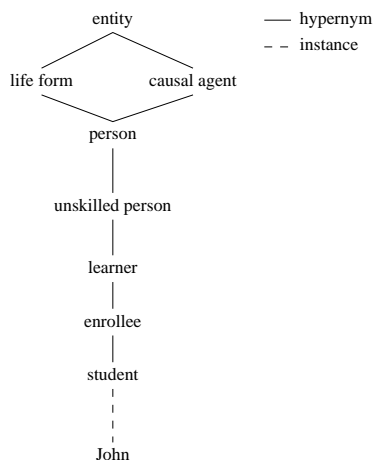 entity
hypernym
instance
life form
causal agent
person
unskilled person
learner
enrollee
student
John